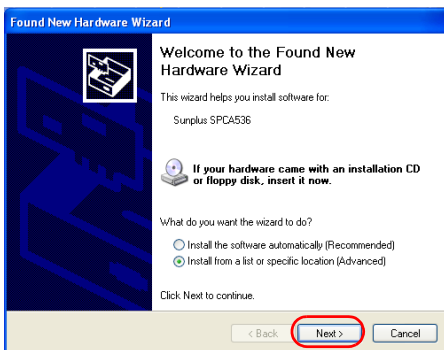 Found New Hardware Wizard
Welcome to the Found New
Hardware Wizard
This wizard helps you install software for:
Sunplus SPCA536
If your hardware came with an installation CD
or floppy disk, insert it now.
What do you want the wizard to do?
Install the software automatically (Recommended)
Install from a list or specific location (Advanced)
Click Next to continue.
< Back Next > Cancel